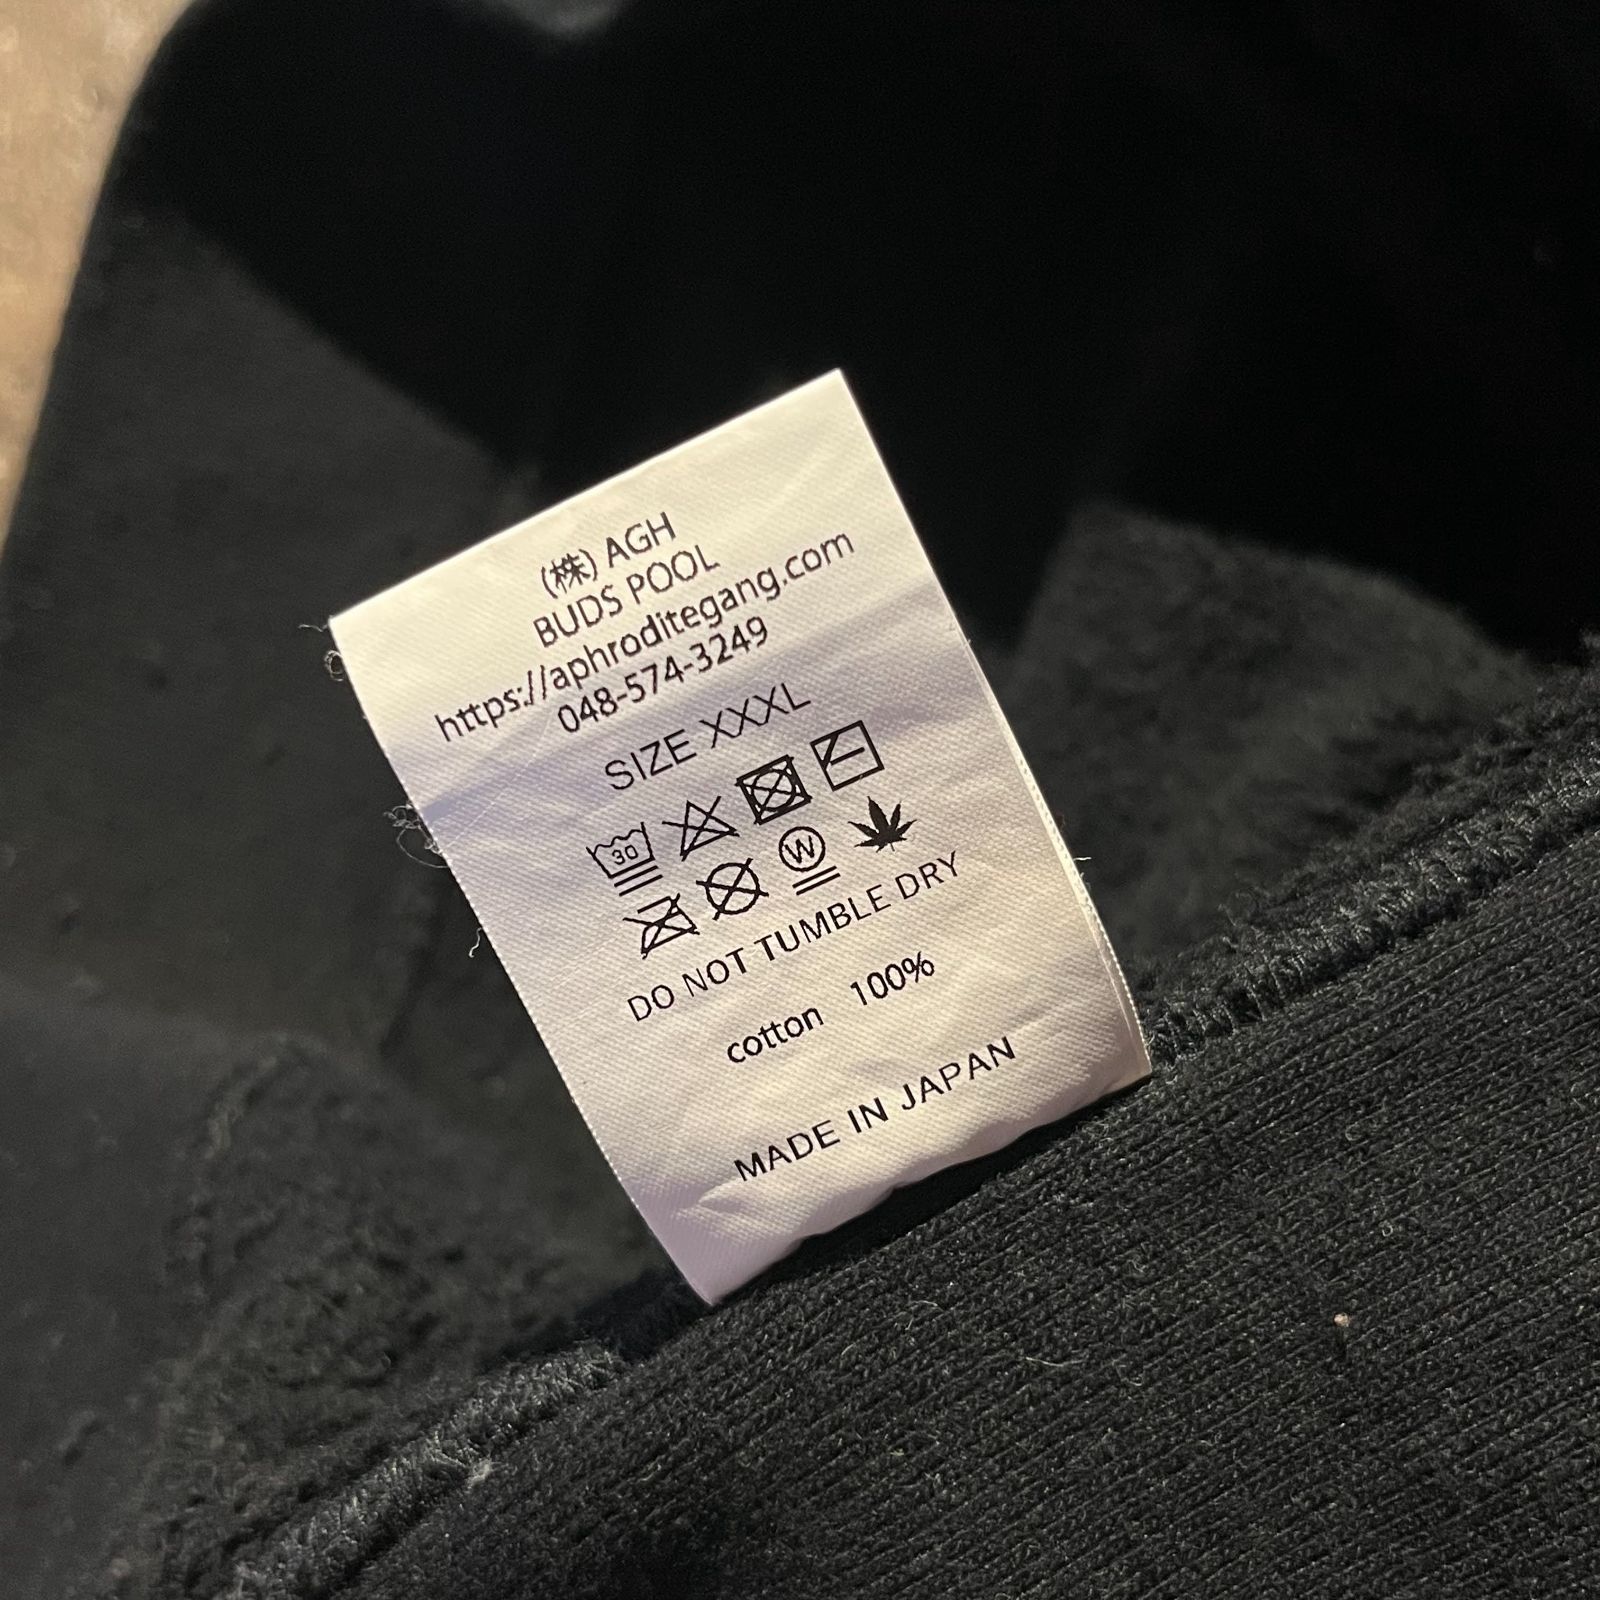 (株) AGH
BUDS POOL
https://aphroditegang.com
048-574-3249
SIZE XXXL
30
W
DO NOT TUMBLE DRY
cotton 100%
MADE IN JAPAN